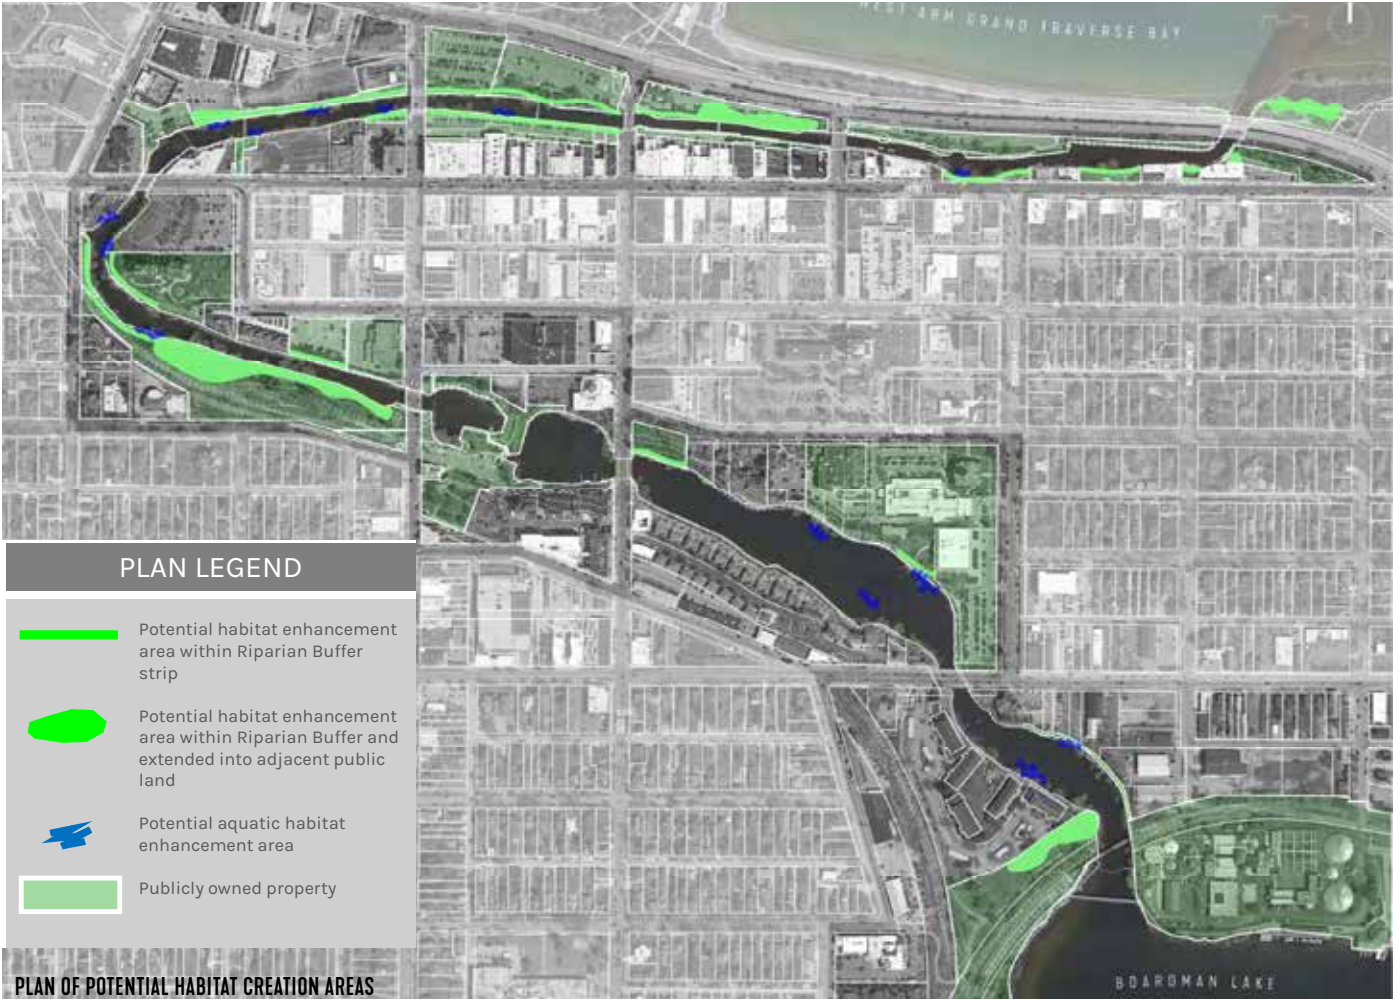 WEST ARM GRAND TRAVERSE BAY
PLAN LEGEND
Potential habitat enhancement
area within Riparian Buffer
strip
Potential habitat enhancement
area within Riparian Buffer and
extended into adjacent public
land
Potential aquatic habitat
enhancement area
Publicly owned property
PLAN OF POTENTIAL HABITAT CREATION AREAS
BOARDMAN LAKE